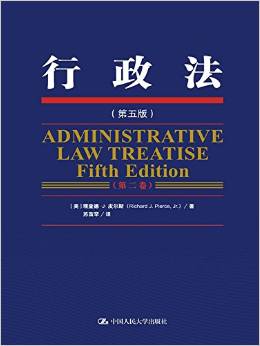 行政法
（第五版）
ADMINISTRATIVE
LAW TREATISE
Fifth Edition
（第二卷）
［美］理查德·J·皮尔斯（Richard J. Pierce, Jr.）著
苏苗罕／译
中国人民大学出版社